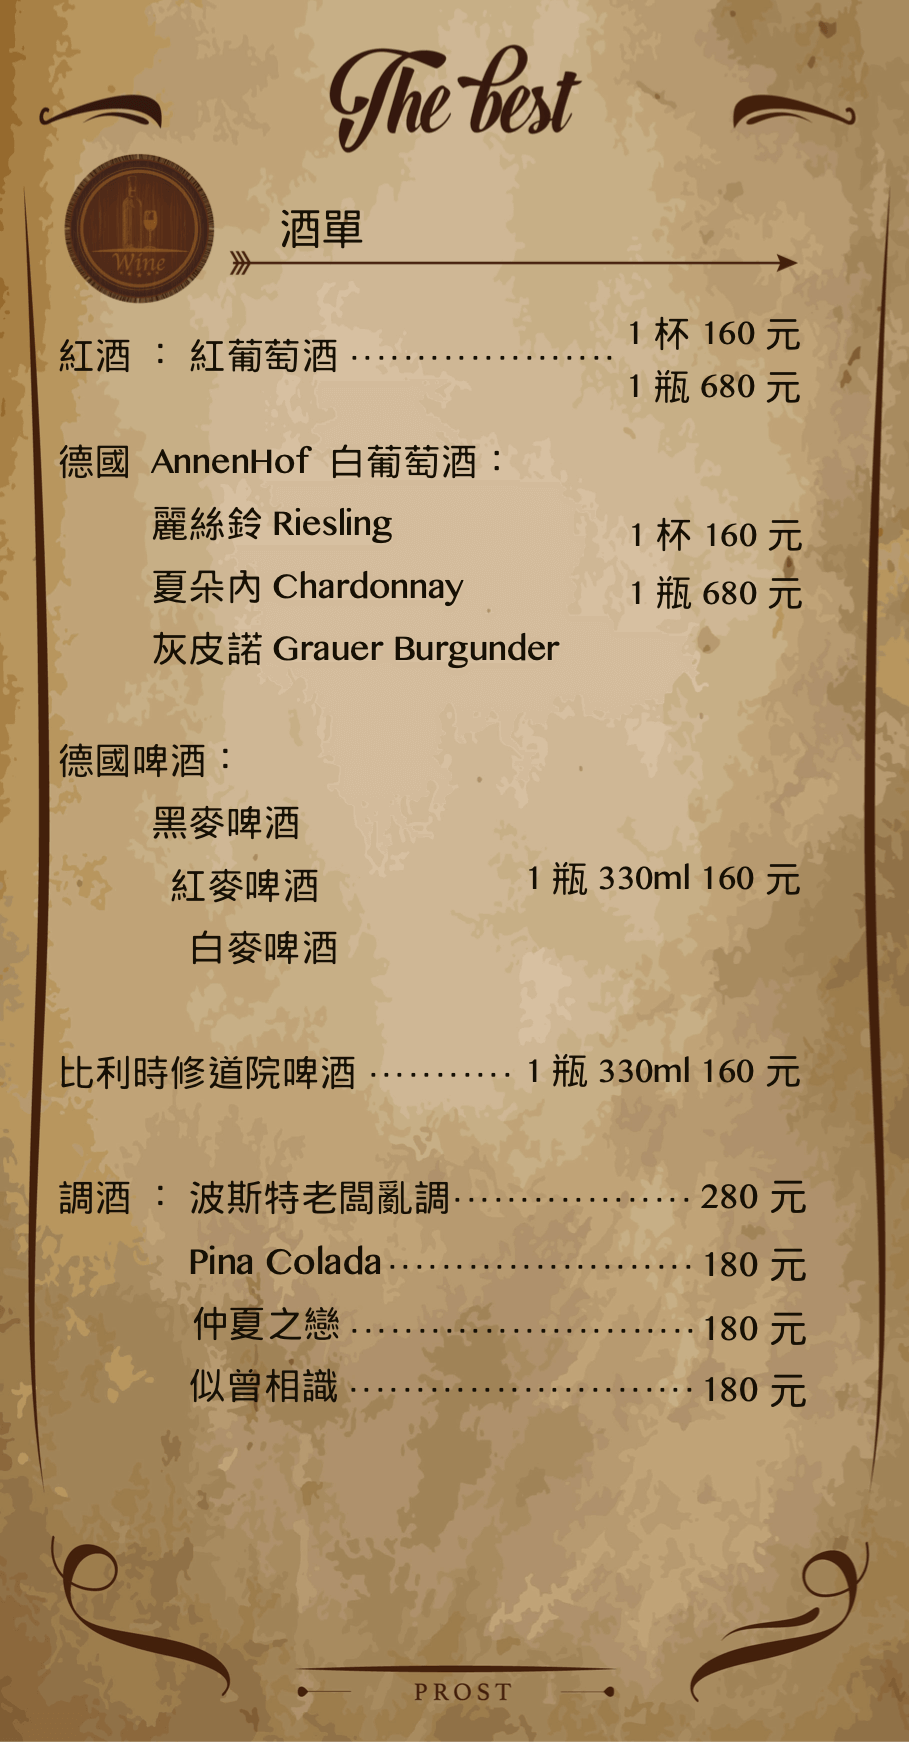 The best
Wine
酒單
紅酒 : 紅葡萄酒 ··················· 1 杯 160 元
1 瓶 680 元
德國 AnnenHof 白葡萄酒：
麗絲鈴 Riesling
1 杯 160 元
夏朵內 Chardonnay
1 瓶 680 元
灰皮諾 Grauer Burgunder
德國啤酒：
黑麥啤酒
紅麥啤酒
1 瓶 330ml 160 元
白麥啤酒
比利時修道院啤酒 ··········· 1 瓶 330ml 160 元
調酒 : 波斯特老闆亂調·················· 280 元
Pina Colada······················· 180 元
仲夏之戀 ·························· 180 元
似曾相識 ·························· 180 元
PROST